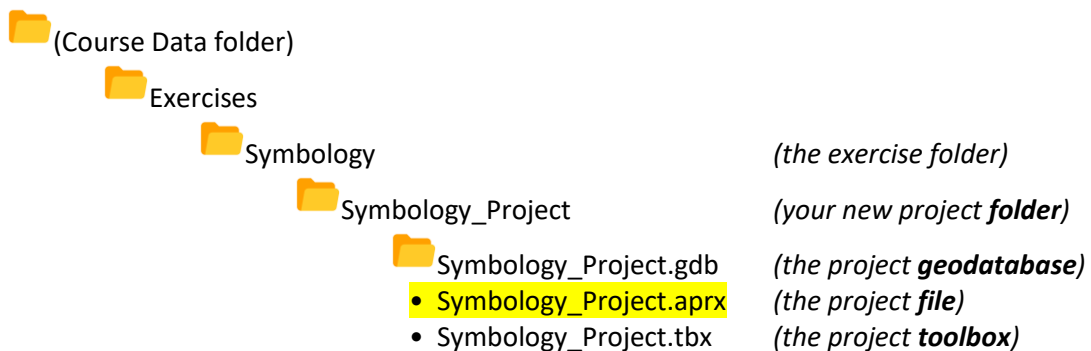 (Course Data folder)
Exercises
Symbology (the exercise folder)
Symbology_Project (your new project folder)
Symbology_Project.gdb (the project geodatabase)
• Symbology_Project.aprx (the project file)
• Symbology_Project.tbx (the project toolbox)